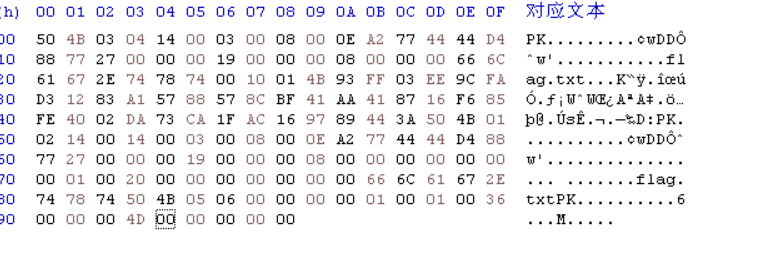 (h) 00 01 02 03 04 05 06 07 08 09 0A 0B 0C 0D 0E 0F 对应文本
00 50 4B 03 04 14 00 03 00 08 00 0E A2 77 44 44 D4 PK.........¢wDDÔ
10 88 77 27 00 00 00 19 00 00 00 08 00 00 00 66 6C ˆw'...........fl
20 61 67 2E 74 78 74 00 10 01 4B 93 FF 03 EE 9C FA ag.txt...K“ÿ.îœú
30 D3 12 83 A1 57 88 57 8C BF 41 AA 41 87 16 F6 85 Ó.ƒ¡WˆWŒ¿AªA‡.ö…
40 FE 40 02 DA 73 CA 1F AC 16 97 89 44 3A 50 4B 01 þ@.ÚsÊ.¬.—‰D:PK.
50 02 14 00 14 00 03 00 08 00 0E A2 77 44 44 D4 88 ..........¢wDDÔˆ
60 77 27 00 00 00 19 00 00 00 08 00 00 00 00 00 00 w'..............
70 00 01 00 20 00 00 00 00 00 00 00 66 6C 61 67 2E ... .......flag.
80 74 78 74 50 4B 05 06 00 00 00 00 01 00 01 00 36 txtPK..........6
90 00 00 00 4D 00 00 00 00 00 ...M.....